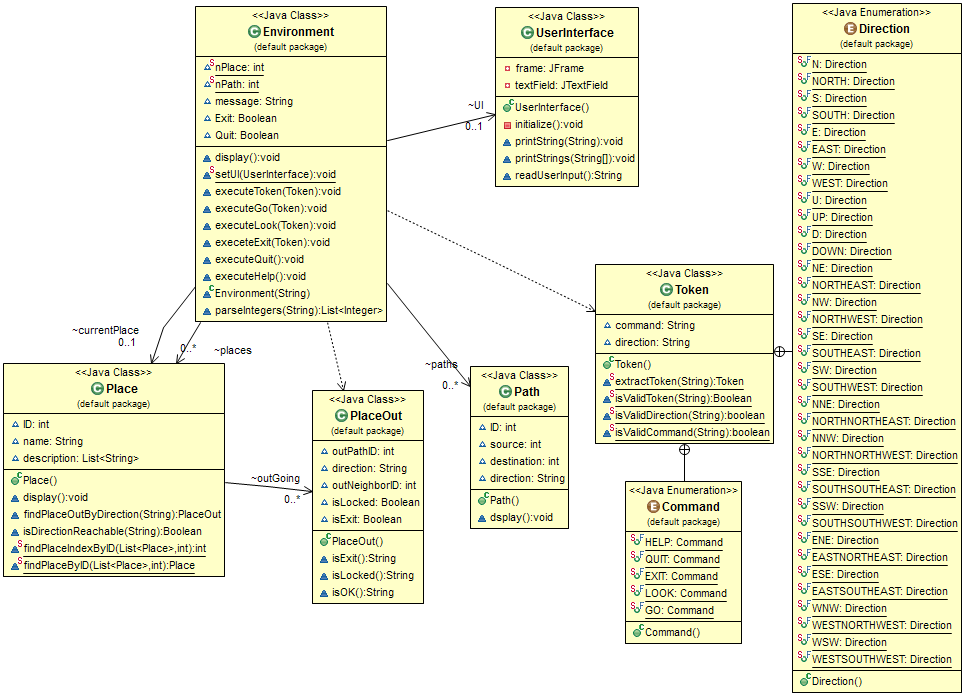 <<Java Class>>
Environment
(default package)
nPlace: int
nPath: int
message: String
Exit: Boolean
Quit: Boolean
display():void
setUI(UserInterface):void
executeToken(Token):void
executeGo(Token):void
executeLook(Token):void
execeteExit(Token):void
executeQuit():void
executeHelp():void
Environment(String)
parseIntegers(String):List<Integer>
~UI
0..1
<<Java Class>>
UserInterface
(default package)
frame: JFrame
textField: JTextField
UserInterface()
initialize():void
printString(String):void
printStrings(String[]):void
readUserInput():String
<<Java Enumeration>>
Direction
(default package)
N: Direction
NORTH: Direction
S: Direction
SOUTH: Direction
E: Direction
EAST: Direction
W: Direction
WEST: Direction
U: Direction
UP: Direction
D: Direction
DOWN: Direction
NE: Direction
NORTHEAST: Direction
NW: Direction
NORTHWEST: Direction
SE: Direction
SOUTHEAST: Direction
SW: Direction
SOUTHWEST: Direction
NNE: Direction
NORTHNORTHEAST: Direction
NNW: Direction
NORTHNORTHWEST: Direction
SSE: Direction
SOUTHSOUTHEAST: Direction
SSW: Direction
SOUTHSOUTHWEST: Direction
ENE: Direction
EASTNORTHEAST: Direction
ESE: Direction
EASTSOUTHEAST: Direction
WNW: Direction
WESTNORTHWEST: Direction
WSW: Direction
WESTSOUTHWEST: Direction
Direction()
<<Java Class>>
Token
(default package)
command: String
direction: String
Token()
extractToken(String):Token
isValidToken(String):Boolean
isValidDirection(String):boolean
isValidCommand(String):boolean
~currentPlace
0..1
0..*
~places
~paths
0..*
<<Java Class>>
Place
(default package)
ID: int
name: String
description: List<String>
Place()
display():void
findPlaceOutByDirection(String):PlaceOut
isDirectionReachable(String):Boolean
findPlaceIndexByID(List<Place>,int):int
findPlaceByID(List<Place>,int):Place
~outGoing
0..*
<<Java Class>>
PlaceOut
(default package)
outPathID: int
direction: String
outNeighborID: int
isLocked: Boolean
isExit: Boolean
PlaceOut()
isExit():String
isLocked():String
isOK():String
<<Java Class>>
Path
(default package)
ID: int
source: int
destination: int
direction: String
Path()
dsplay():void
<<Java Enumeration>>
Command
(default package)
HELP: Command
QUIT: Command
EXIT: Command
LOOK: Command
GO: Command
Command()